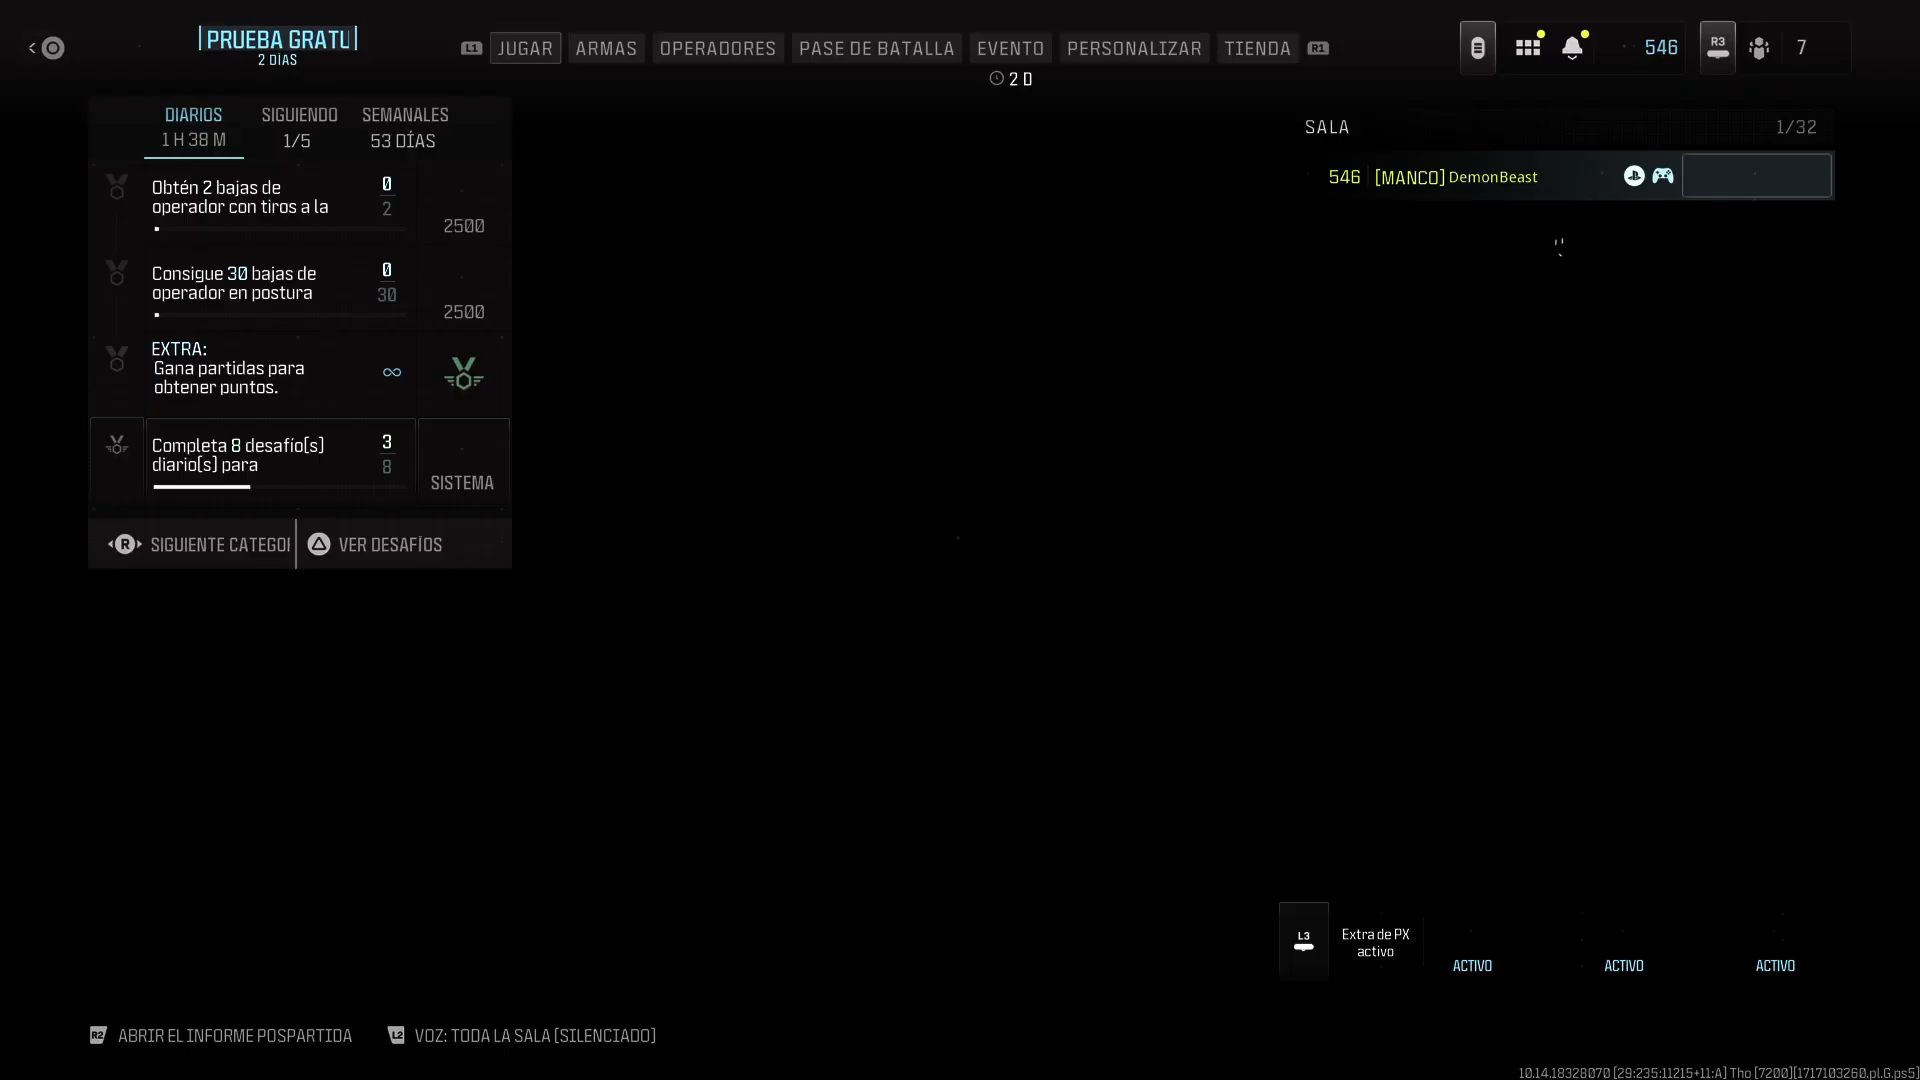 PRUEBA GRATU
2 DÍAS
L1 JUGAR ARMAS OPERADORES PASE DE BATALLA EVENTO PERSONALIZAR TIENDA R1
2 D
546 R3 7
DIARIOS SIGUIENDO SEMANALES
1 H 38 M 1/5 53 DÍAS
Obtén 2 bajas de
operador con tiros a la
0
2
2500
Consigue 30 bajas de
operador en postura
0
30
2500
EXTRA:
Gana partidas para
obtener puntos.
∞
Completa 8 desafío(s)
diario(s) para
3
8
SISTEMA
R SIGUIENTE CATEGOR
VER DESAFÍOS
SALA 1/32
546 [MANCO] DemonBeast
L3
Extra de PX
activo
ACTIVO ACTIVO ACTIVO
R2 ABRIR EL INFORME POSPARTIDA L2 VOZ: TODA LA SALA (SILENCIADO)
10.14.18328070 [29:235:11215+11:A] Tho [7200][1717103260.pl.G.ps5]